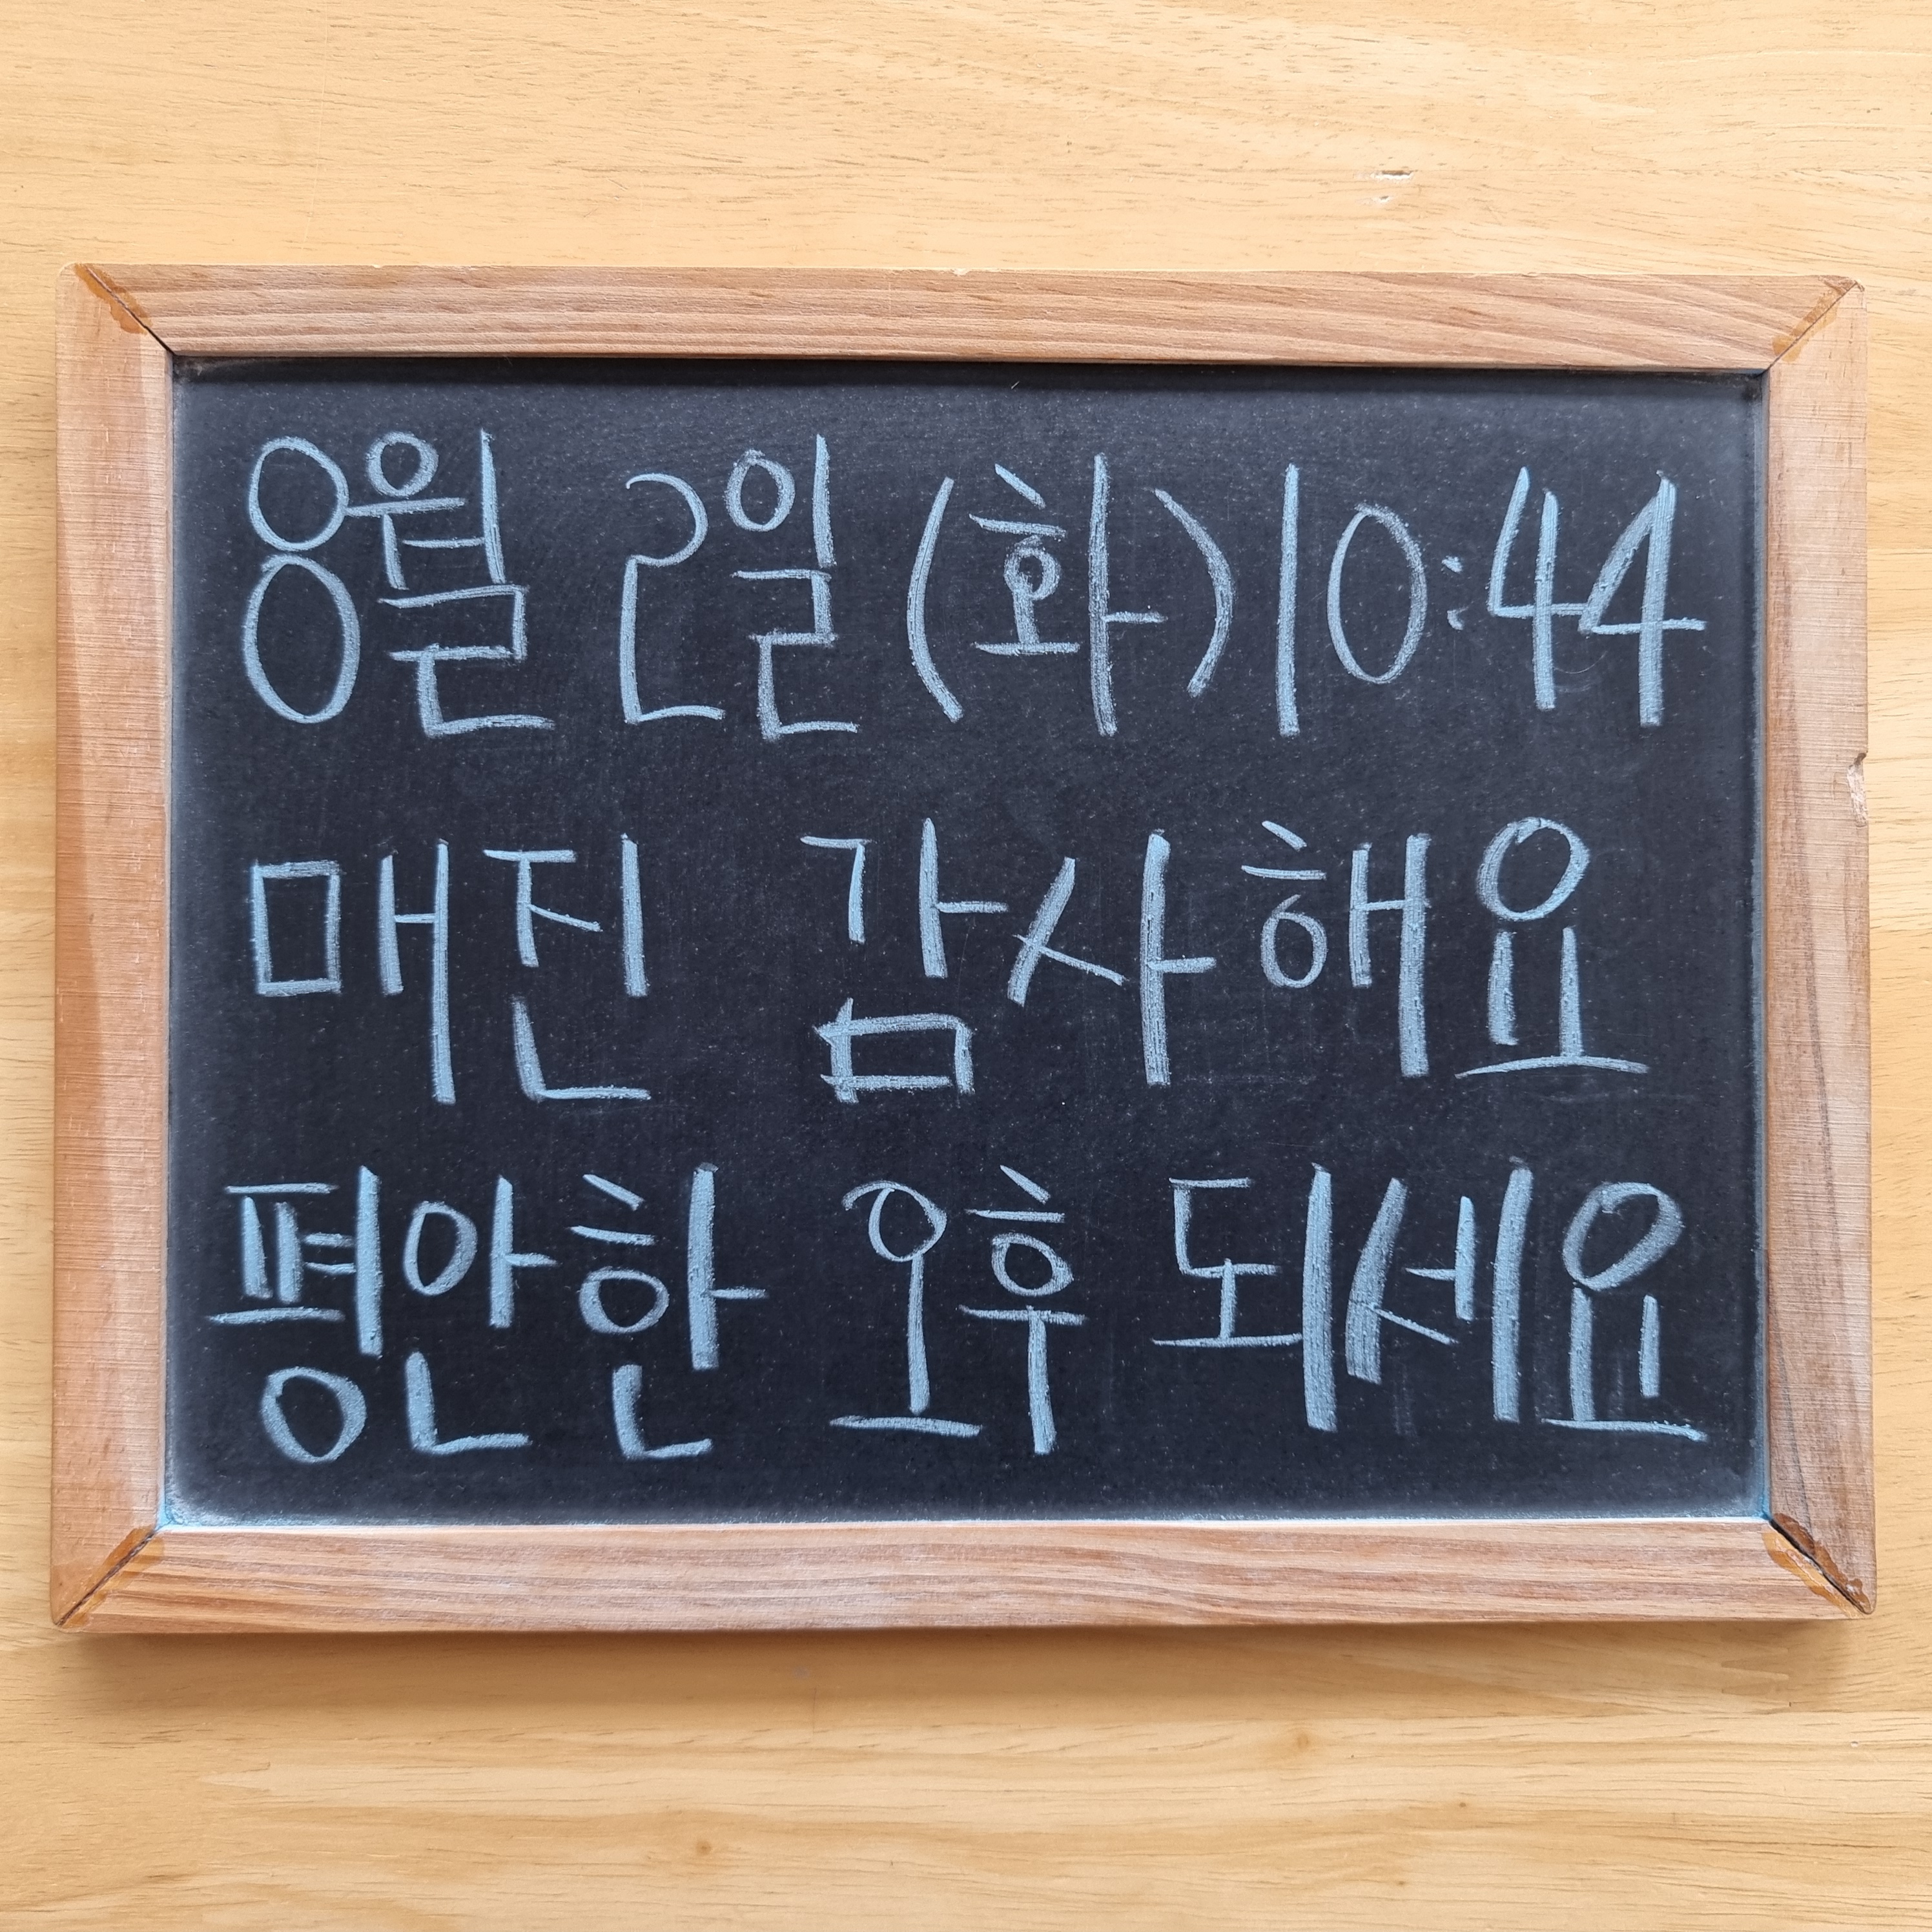 8월 2일 (화) 10:44
매진 감사해요
평안한 오후 되세요